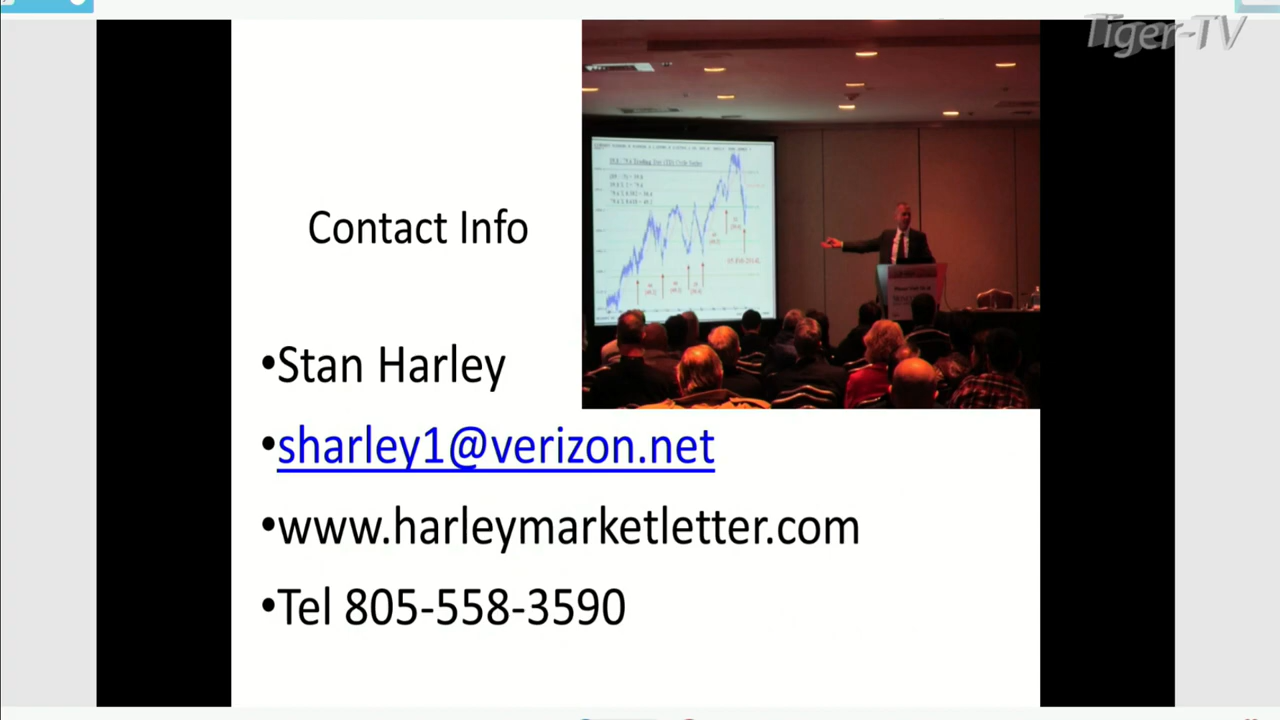 Tiger-TV
Contact Info
•Stan Harley
•sharley1@verizon.net
•www.harleymarketletter.com
•Tel 805-558-3590